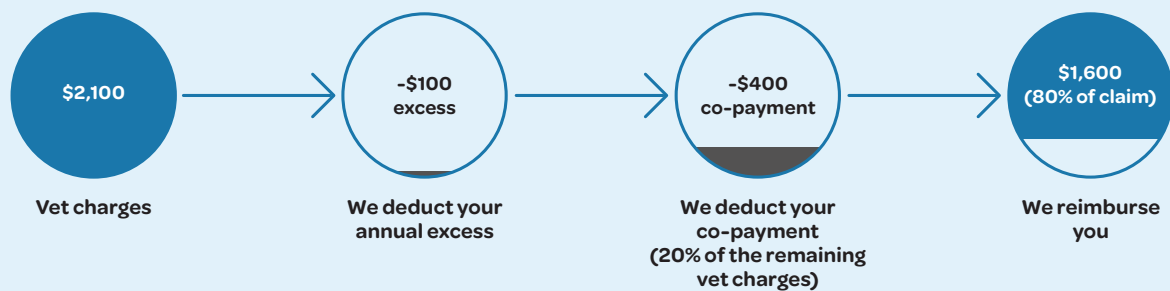 $2,100
Vet charges
-$100
excess
We deduct your
annual excess
-$400
co-payment
We deduct your
co-payment
(20% of the remaining
vet charges)
$1,600
(80% of claim)
We reimburse
you